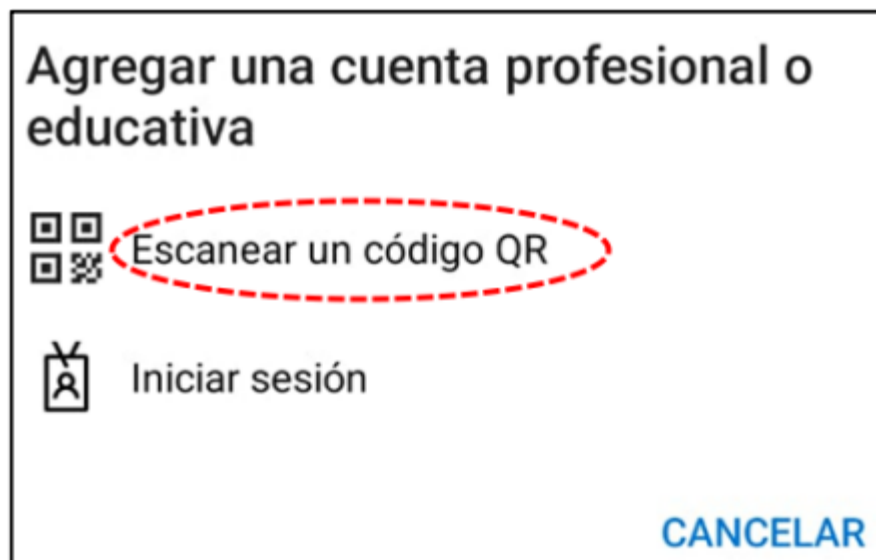 Agregar una cuenta profesional o
educativa
Escanear un código QR
Iniciar sesión
CANCELAR